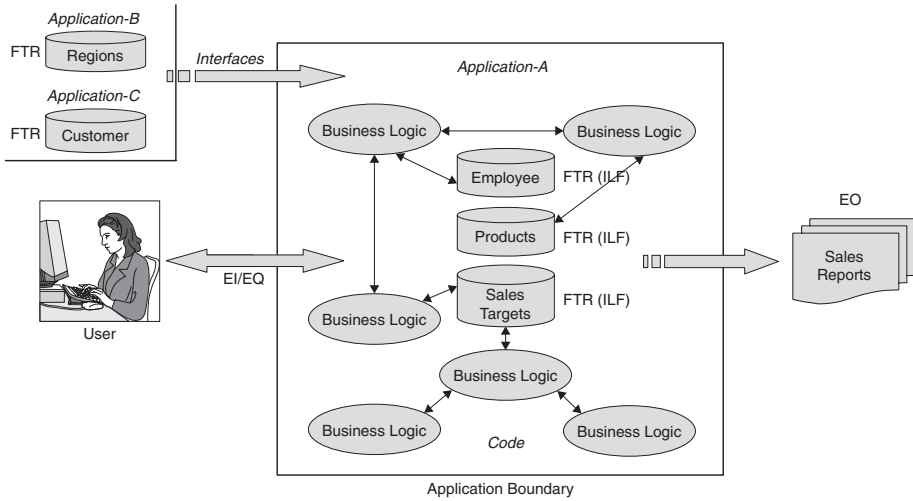 Application-B
FTR
Regions
Application-C
FTR
Customer
Interfaces
Application-A
Business Logic
Business Logic
Employee
FTR (ILF)
Products
FTR (ILF)
Sales
Targets
FTR (ILF)
Business Logic
Business Logic
Business Logic
Business Logic
Code
EI/EQ
User
EO
Sales
Reports
Application Boundary